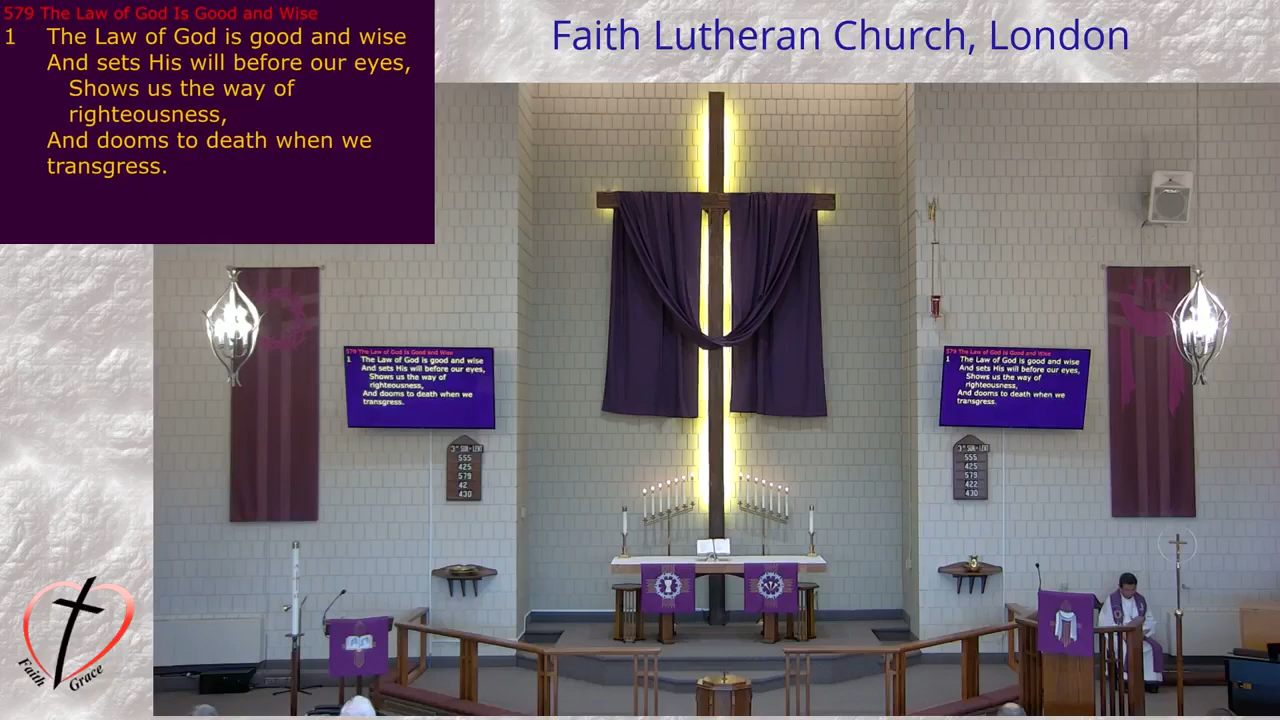 579 The Law of God Is Good and Wise
1 The Law of God is good and wise
And sets His will before our eyes,
Shows us the way of
righteousness,
And dooms to death when we
transgress.
Faith Lutheran Church, London
579 The Law of God Is Good and Wise
1 The Law of God is good and wise
And sets His will before our eyes,
Shows us the way of
righteousness,
And dooms to death when we
transgress.
579 The Law of God Is Good and Wise
1 The Law of God is good and wise
And sets His will before our eyes,
Shows us the way of
righteousness,
And dooms to death when we
transgress.
3rd SUN-LENT
555
425
579
42
430
3rd SUN-LENT
555
425
579
422
430
Faith
Grace